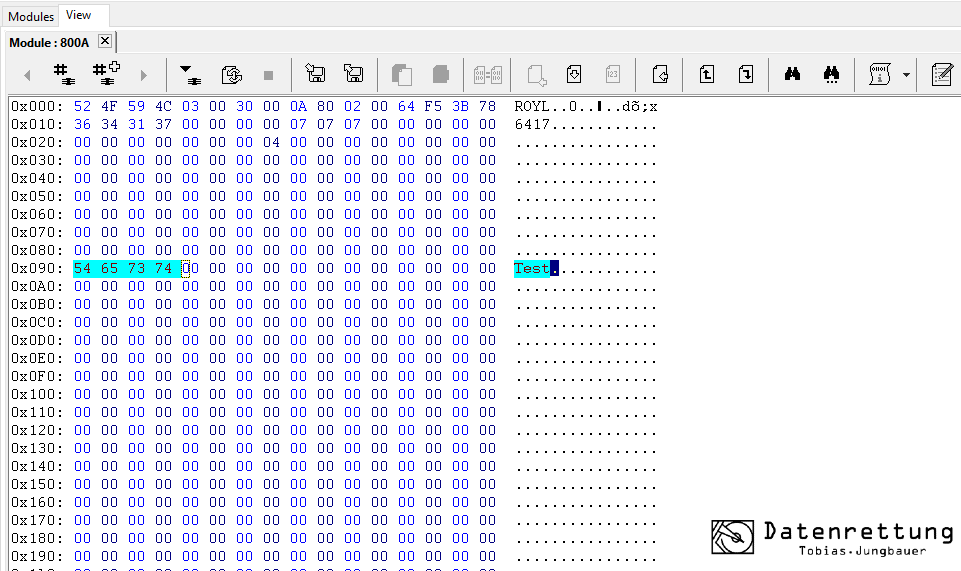 Modules View
Module : 800A
0x000: 52 4F 59 4C 03 00 30 00 0A 80 02 00 64 F5 3B 78 ROYL..0..▌..dõ;x
0x010: 36 34 31 37 00 00 00 00 07 07 07 00 00 00 00 00 6417............
0x020: 00 00 00 00 00 00 00 04 00 00 00 00 00 00 00 00 ................
0x030: 00 00 00 00 00 00 00 00 00 00 00 00 00 00 00 00 ................
0x040: 00 00 00 00 00 00 00 00 00 00 00 00 00 00 00 00 ................
0x050: 00 00 00 00 00 00 00 00 00 00 00 00 00 00 00 00 ................
0x060: 00 00 00 00 00 00 00 00 00 00 00 00 00 00 00 00 ................
0x070: 00 00 00 00 00 00 00 00 00 00 00 00 00 00 00 00 ................
0x080: 00 00 00 00 00 00 00 00 00 00 00 00 00 00 00 00 ................
0x090: 54 65 73 74 00 00 00 00 00 00 00 00 00 00 00 00 Test............
0x0A0: 00 00 00 00 00 00 00 00 00 00 00 00 00 00 00 00 ................
0x0B0: 00 00 00 00 00 00 00 00 00 00 00 00 00 00 00 00 ................
0x0C0: 00 00 00 00 00 00 00 00 00 00 00 00 00 00 00 00 ................
0x0D0: 00 00 00 00 00 00 00 00 00 00 00 00 00 00 00 00 ................
0x0E0: 00 00 00 00 00 00 00 00 00 00 00 00 00 00 00 00 ................
0x0F0: 00 00 00 00 00 00 00 00 00 00 00 00 00 00 00 00 ................
0x100: 00 00 00 00 00 00 00 00 00 00 00 00 00 00 00 00 ................
0x110: 00 00 00 00 00 00 00 00 00 00 00 00 00 00 00 00 ................
0x120: 00 00 00 00 00 00 00 00 00 00 00 00 00 00 00 00 ................
0x130: 00 00 00 00 00 00 00 00 00 00 00 00 00 00 00 00 ................
0x140: 00 00 00 00 00 00 00 00 00 00 00 00 00 00 00 00 ................
0x150: 00 00 00 00 00 00 00 00 00 00 00 00 00 00 00 00 ................
0x160: 00 00 00 00 00 00 00 00 00 00 00 00 00 00 00 00 ................
0x170: 00 00 00 00 00 00 00 00 00 00 00 00 00 00 00 00 ................
0x180: 00 00 00 00 00 00 00 00 00 00 00 00 00 00 00 00 ................
0x190: 00 00 00 00 00 00 00 00 00 00 00 00 00 00 00 00 ................
Datenrettung
Tobias.Jungbauer